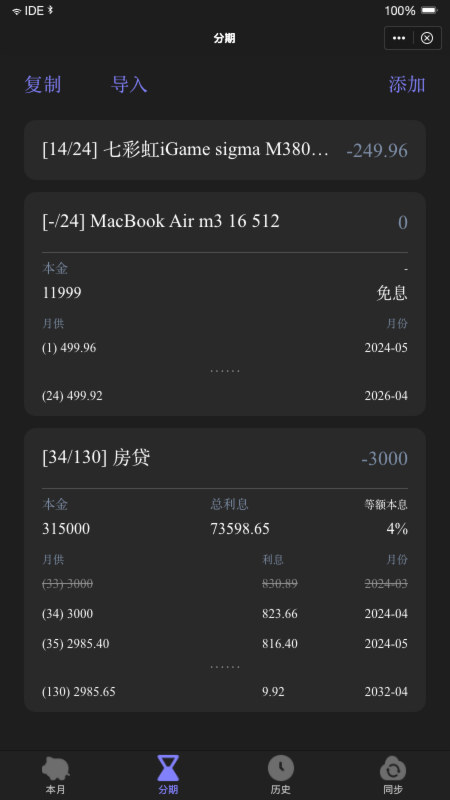 IDE 100%
分期
复制 导入 添加
[14/24] 七彩虹iGame sigma M380... -249.96
[-/24] MacBook Air m3 16 512 0
本金 -
11999 免息
月供 月份
(1) 499.96 2024-05
······
(24) 499.92 2026-04
[34/130] 房贷 -3000
本金 总利息 等额本息
315000 73598.65 4%
月供 利息 月份
(33) 3000 830.89 2024-03
(34) 3000 823.66 2024-04
(35) 2985.40 816.40 2024-05
······
(130) 2985.65 9.92 2032-04
本月 分期 历史 同步